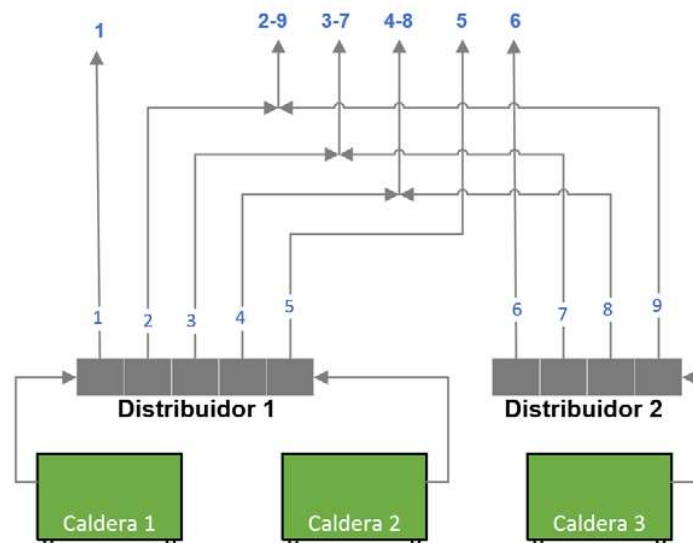 1 2-9 3-7 4-8 5 6
1 2 3 4 5 6 7 8 9
Distribuidor 1 Distribuidor 2
Caldera 1 Caldera 2 Caldera 3